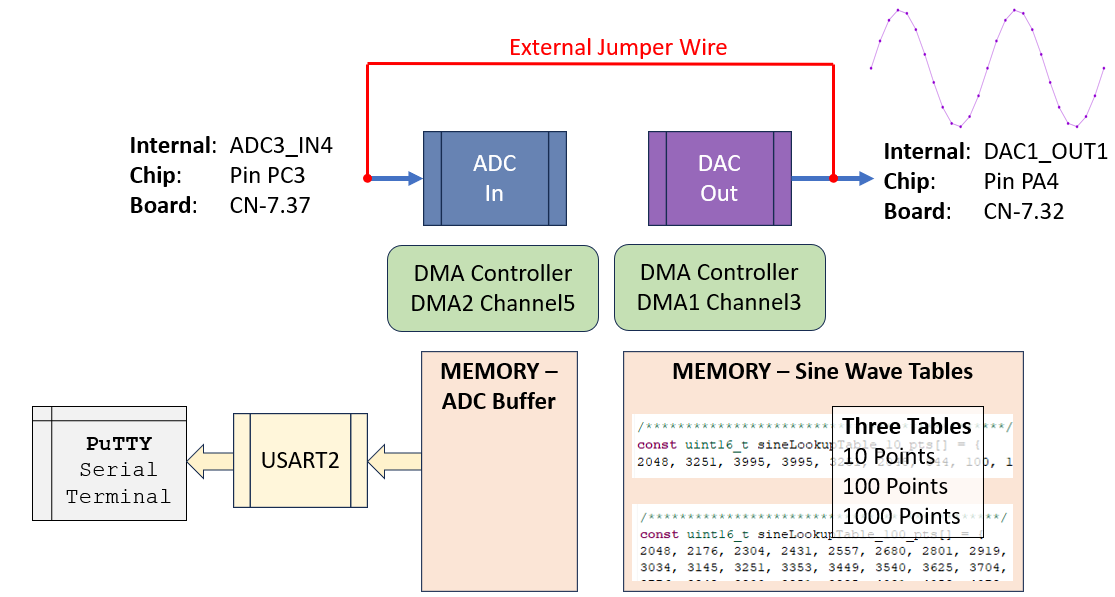 External Jumper Wire
Internal: ADC3_IN4
Chip: Pin PC3
Board: CN-7.37
ADC
In
DAC
Out
Internal: DAC1_OUT1
Chip: Pin PA4
Board: CN-7.32
DMA Controller
DMA2 Channel5
DMA Controller
DMA1 Channel3
PuTTY
Serial
Terminal
USART2
MEMORY –
ADC Buffer
MEMORY – Sine Wave Tables
/**************************************/
const uint16_t sineLookupTable_10_pts[] = {
2048, 3251, 3995, 3995, 100, 1
Three Tables
10 Points
100 Points
1000 Points
/**************************************/
const uint16_t sineLookupTable_100_pts[] = {
2048, 2176, 2304, 2431, 2557, 2680, 2801, 2919,
3034, 3145, 3251, 3353, 3449, 3540, 3625, 3704,